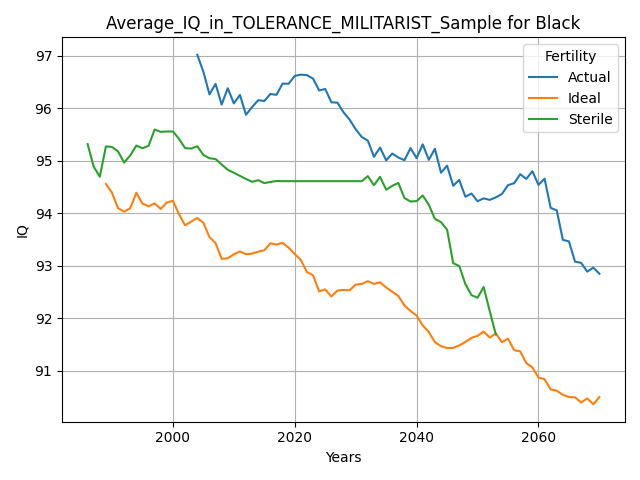 Average_IQ_in_TOLERANCE_MILITARIST_Sample for Black
Fertility
Actual
Ideal
Sterile
IQ
97
96
95
94
93
92
91
2000
2020
2040
2060
Years